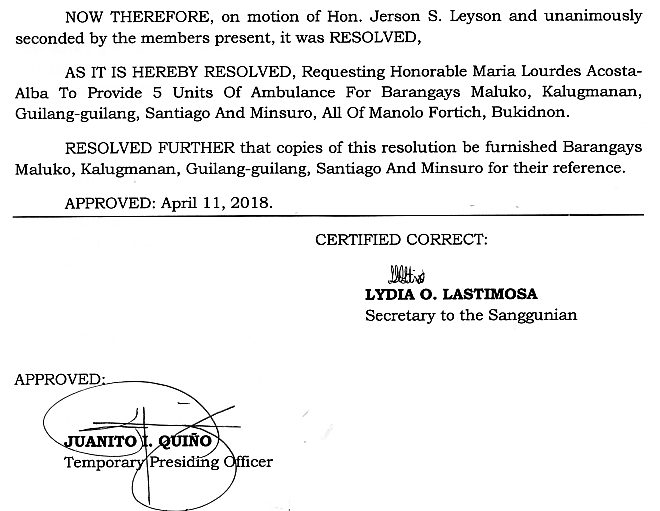 NOW THEREFORE, on motion of Hon. Jerson S. Leyson and unanimously
seconded by the members present, it was RESOLVED,
AS IT IS HEREBY RESOLVED, Requesting Honorable Maria Lourdes Acosta-
Alba To Provide 5 Units Of Ambulance For Barangays Maluko, Kalugmanan,
Guilang-guilang, Santiago And Minsuro, All Of Manolo Fortich, Bukidnon.
RESOLVED FURTHER that copies of this resolution be furnished Barangays
Maluko, Kalugmanan, Guilang-guilang, Santiago And Minsuro for their reference.
APPROVED: April 11, 2018.
CERTIFIED CORRECT:
LYDIA O. LASTIMOSA
Secretary to the Sanggunian
APPROVED:
JUANITO I. QUIÑO
Temporary Presiding Officer